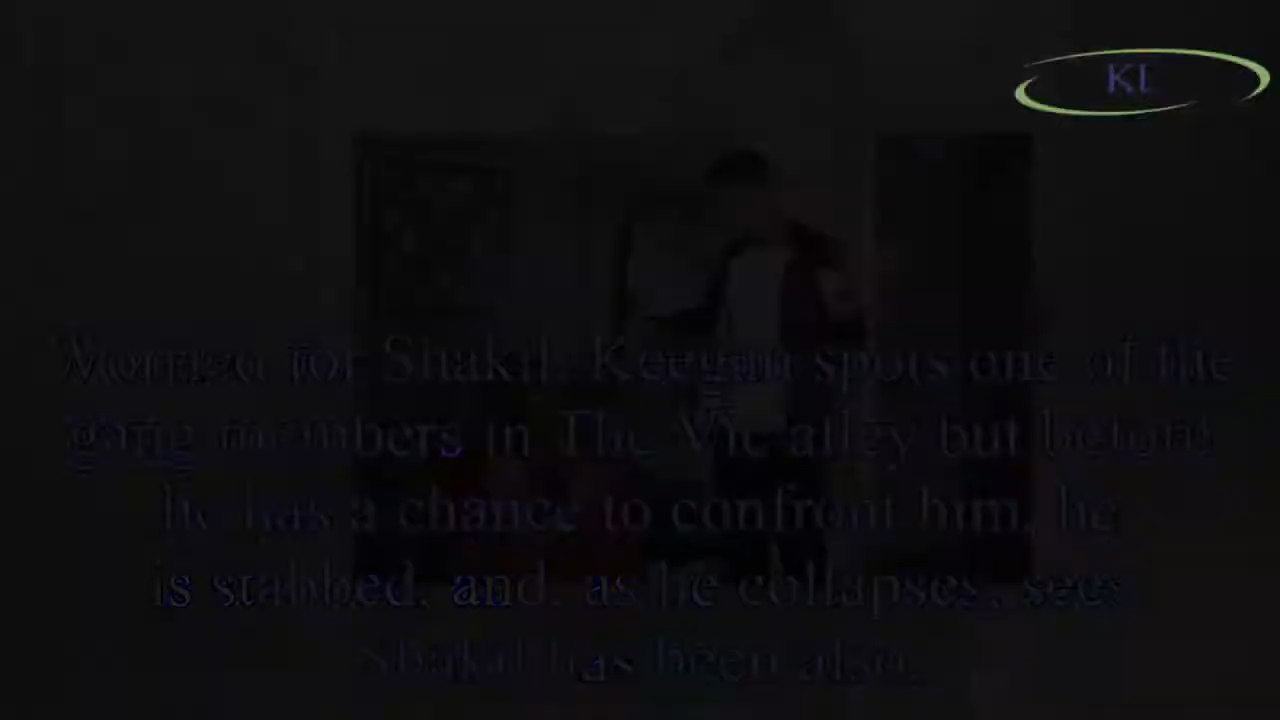 KL
Worried for Shakil, Keegan spots one of the
gang members in The Vic alley but before
he has a chance to confront him, he
is stabbed, and, as he collapses, sees
Shakil has been also.